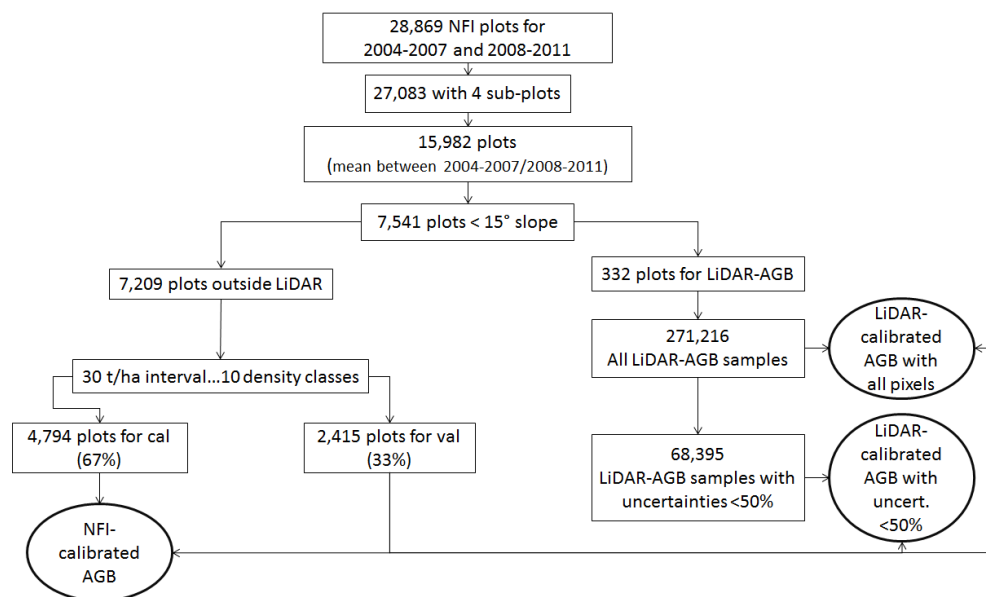 28,869 NFI plots for
2004-2007 and 2008-2011
27,083 with 4 sub-plots
15,982 plots
(mean between 2004-2007/2008-2011)
7,541 plots < 15° slope
7,209 plots outside LiDAR
332 plots for LiDAR-AGB
271,216
All LiDAR-AGB samples
LiDAR-
calibrated
AGB with
all pixels
30 t/ha interval...10 density classes
4,794 plots for cal
(67%)
2,415 plots for val
(33%)
68,395
LiDAR-AGB samples with
uncertainties <50%
LiDAR-
calibrated
AGB with
uncert.
<50%
NFI-
calibrated
AGB